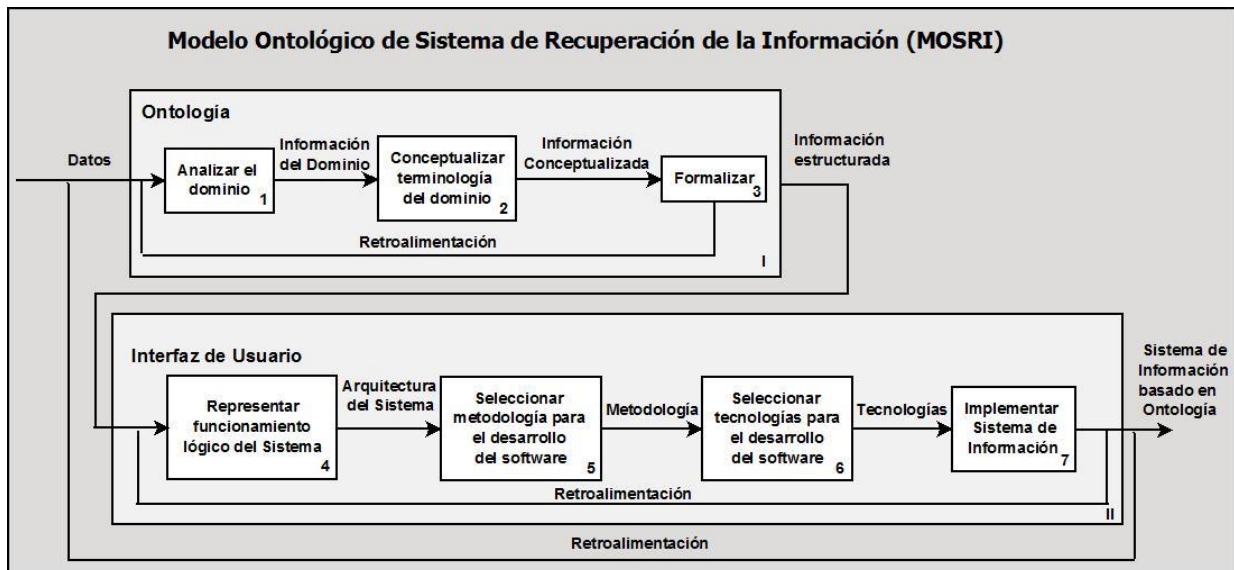 Modelo Ontológico de Sistema de Recuperación de la Información (MOSRI)
Ontología
Datos
Analizar el
dominio
1
Información
del Dominio
Conceptualizar
terminología
del dominio
2
Información
Conceptualizada
Formalizar
3
Información
estructurada
Retroalimentación
I
Interfaz de Usuario
Representar
funcionamiento
lógico del Sistema
4
Arquitectura
del Sistema
Seleccionar
metodología para
el desarrollo
del software
5
Metodología
Seleccionar
tecnologías para
el desarrollo
del software
6
Tecnologías
Implementar
Sistema de
Información
7
Sistema de
Información
basado en
Ontología
Retroalimentación
II
Retroalimentación